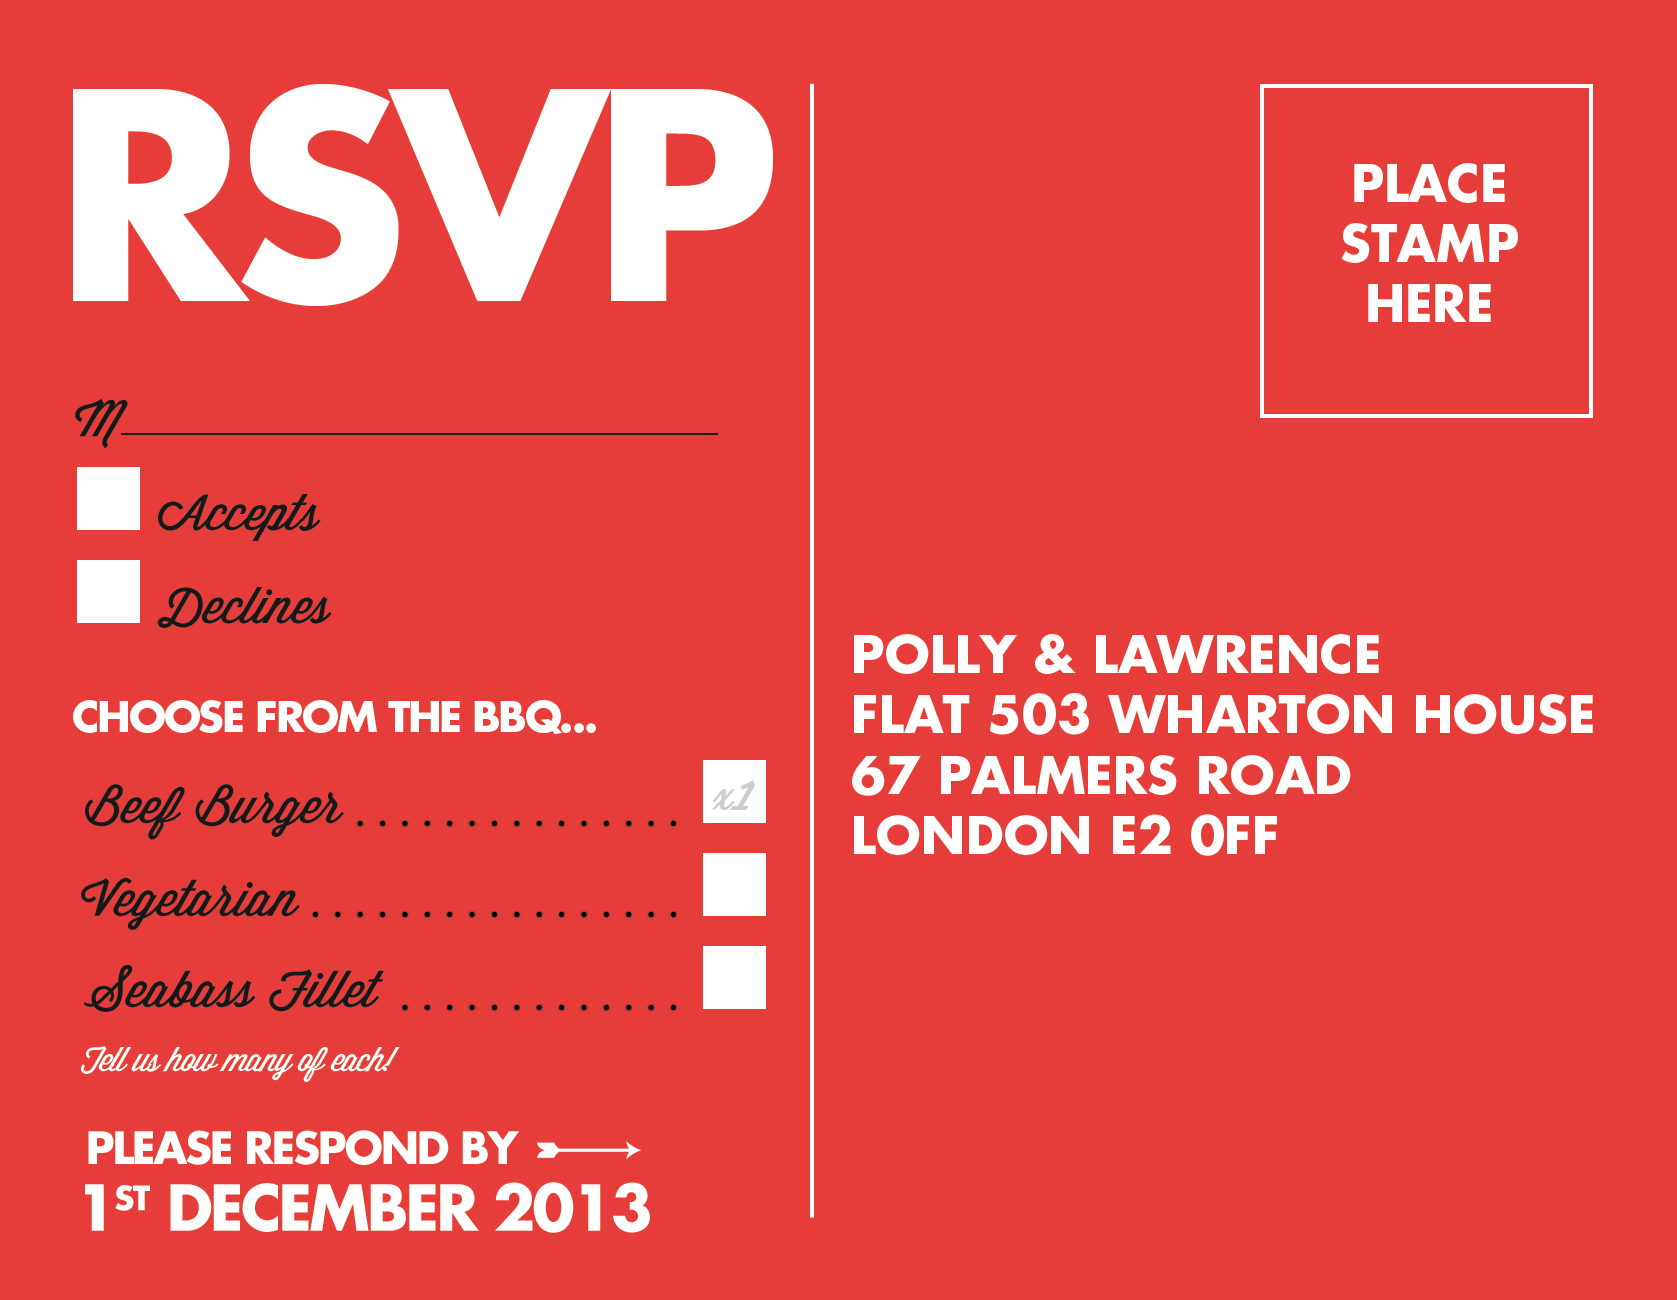 RSVP
M
Accepts
Declines
CHOOSE FROM THE BBQ...
Beef Burger . . . . . . . . . . . . . . . x1
Vegetarian . . . . . . . . . . . . . . . . .
Seabass Fillet . . . . . . . . . . . . .
Tell us how many of each!
PLEASE RESPOND BY
1ST DECEMBER 2013
PLACE
STAMP
HERE
POLLY & LAWRENCE
FLAT 503 WHARTON HOUSE
67 PALMERS ROAD
LONDON E2 0FF